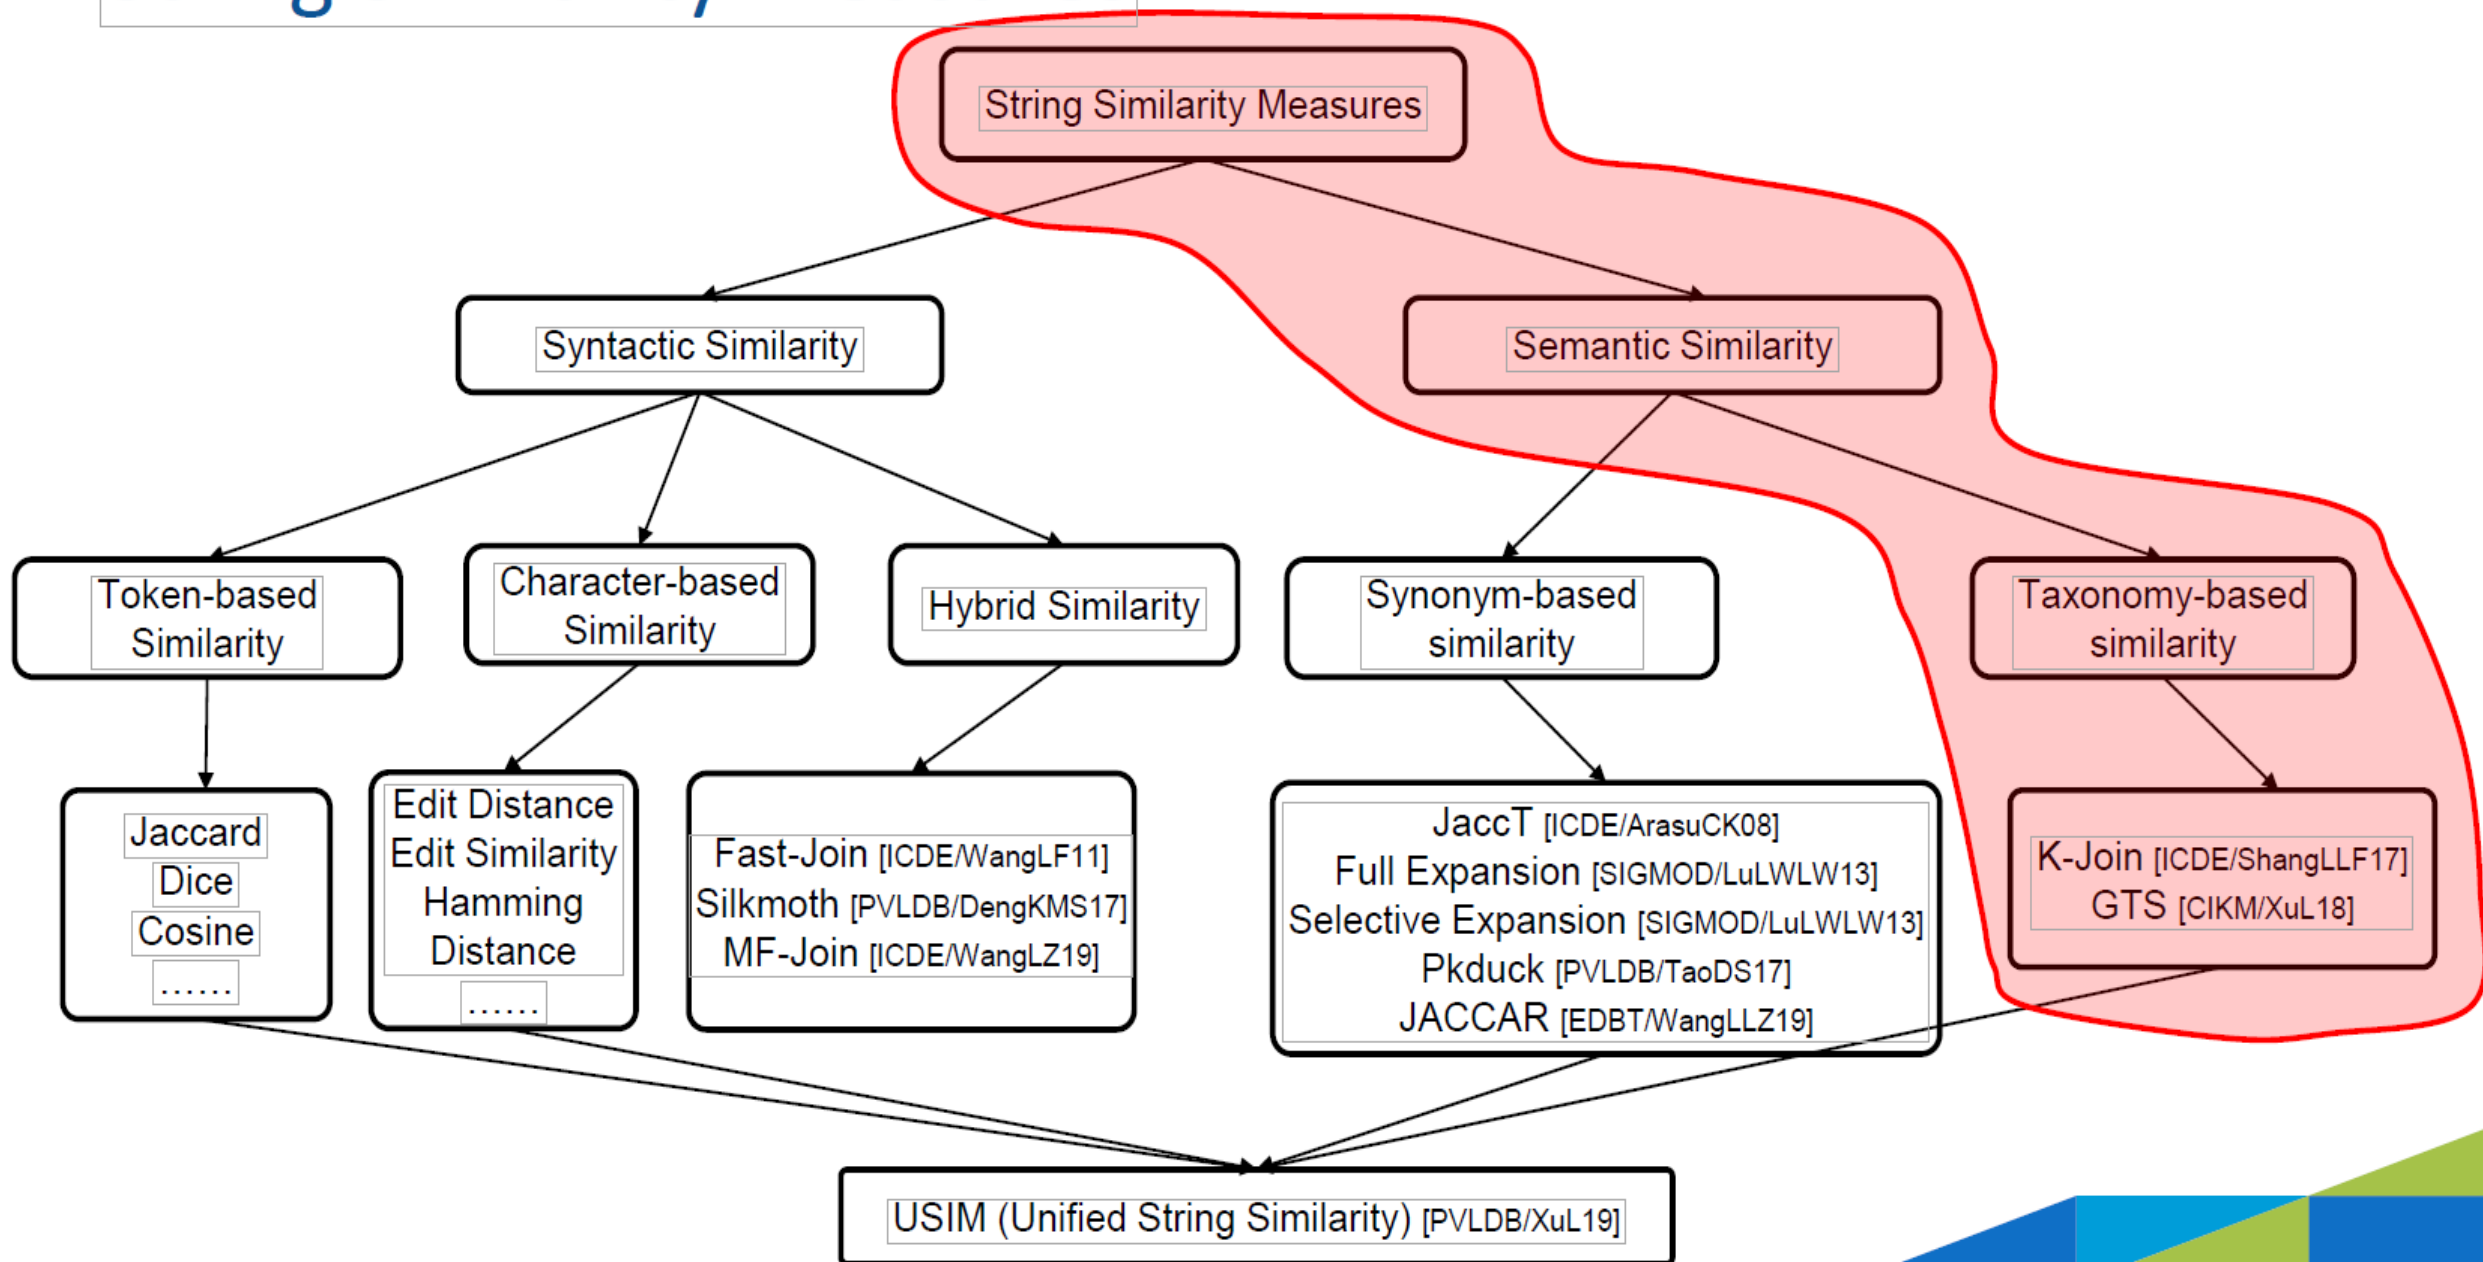 String Similarity Measures
Syntactic Similarity
Semantic Similarity
Token-based
Similarity
Character-based
Similarity
Hybrid Similarity
Synonym-based
similarity
Taxonomy-based
similarity
Jaccard
Dice
Cosine
......
Edit Distance
Edit Similarity
Hamming
Distance
......
Fast-Join [ICDE/WangLF11]
Silkmoth [PVLDB/DengKMS17]
MF-Join [ICDE/WangLZ19]
JaccT [ICDE/ArasuCK08]
Full Expansion [SIGMOD/LuLWLW13]
Selective Expansion [SIGMOD/LuLWLW13]
Pkduck [PVLDB/TaoDS17]
JACCAR [EDBT/WangLLZ19]
K-Join [ICDE/ShangLLF17]
GTS [CIKM/XuL18]
USIM (Unified String Similarity) [PVLDB/XuL19]